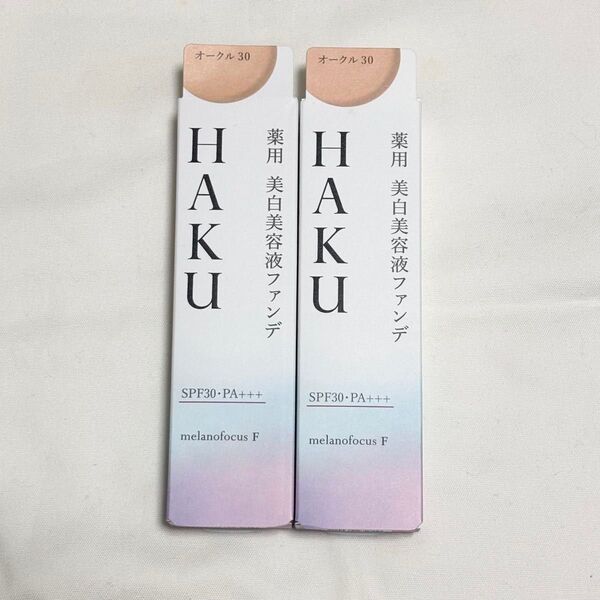 オークル 30
HAKU
薬用 美白美容液ファンデ
SPF30・PA+++
melanofocus F
オークル 30
HAKU
薬用 美白美容液ファンデ
SPF30・PA+++
melanofocus F